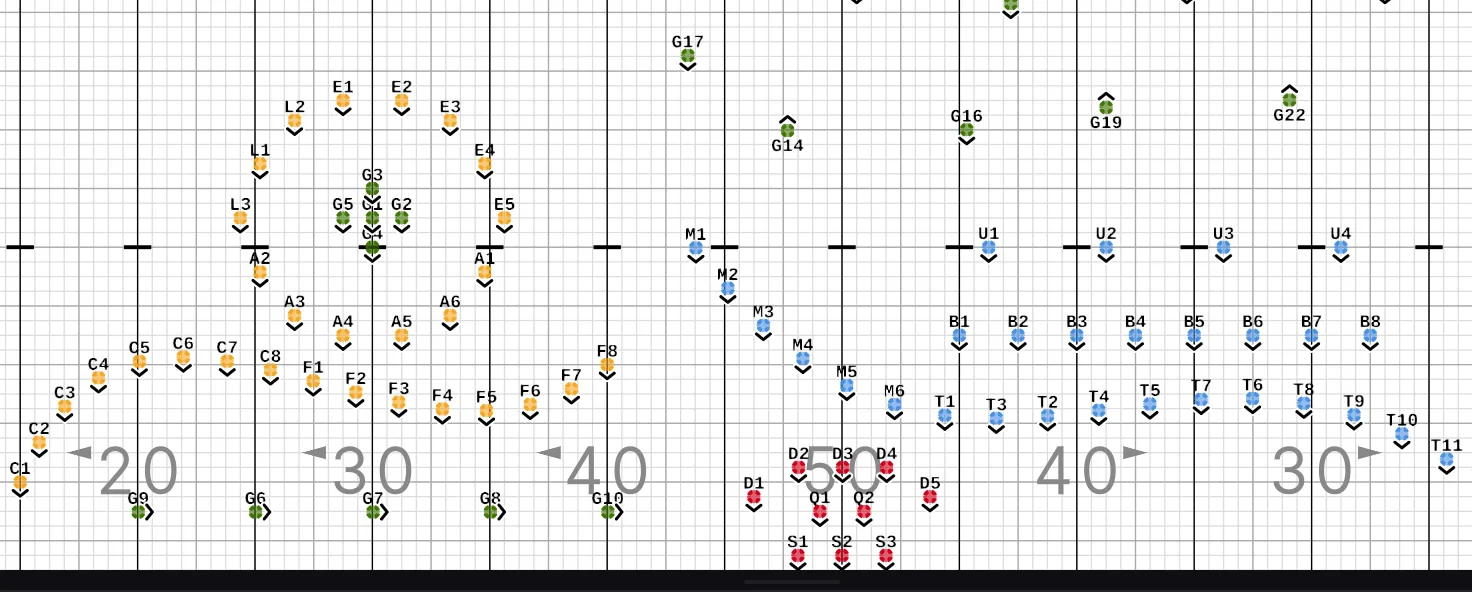 G17
E1 E2
L2 E3
G16
G19
G22
G14
L1 E4
G3
L3 G5 G1 G2 E5
G4
M1 U1 U2 U3 U4
A2 A1
M2
A3 A6
M3
A4 A5 B1 B2 B3 B4 B5 B6 B7 B8
C5 C6 C7 C8 F8 M4
C4 F1 F2 F7 M5
C3 F3 F4 F5 F6 M6 T1 T3 T2 T4 T5 T7 T6 T8 T9
C2 T10
T11
C1 D2 D3 D4
20 30 40 50 40 30
D1 D5
G9 G6 G7 G8 G10 Q1 Q2
S1 S2 S3